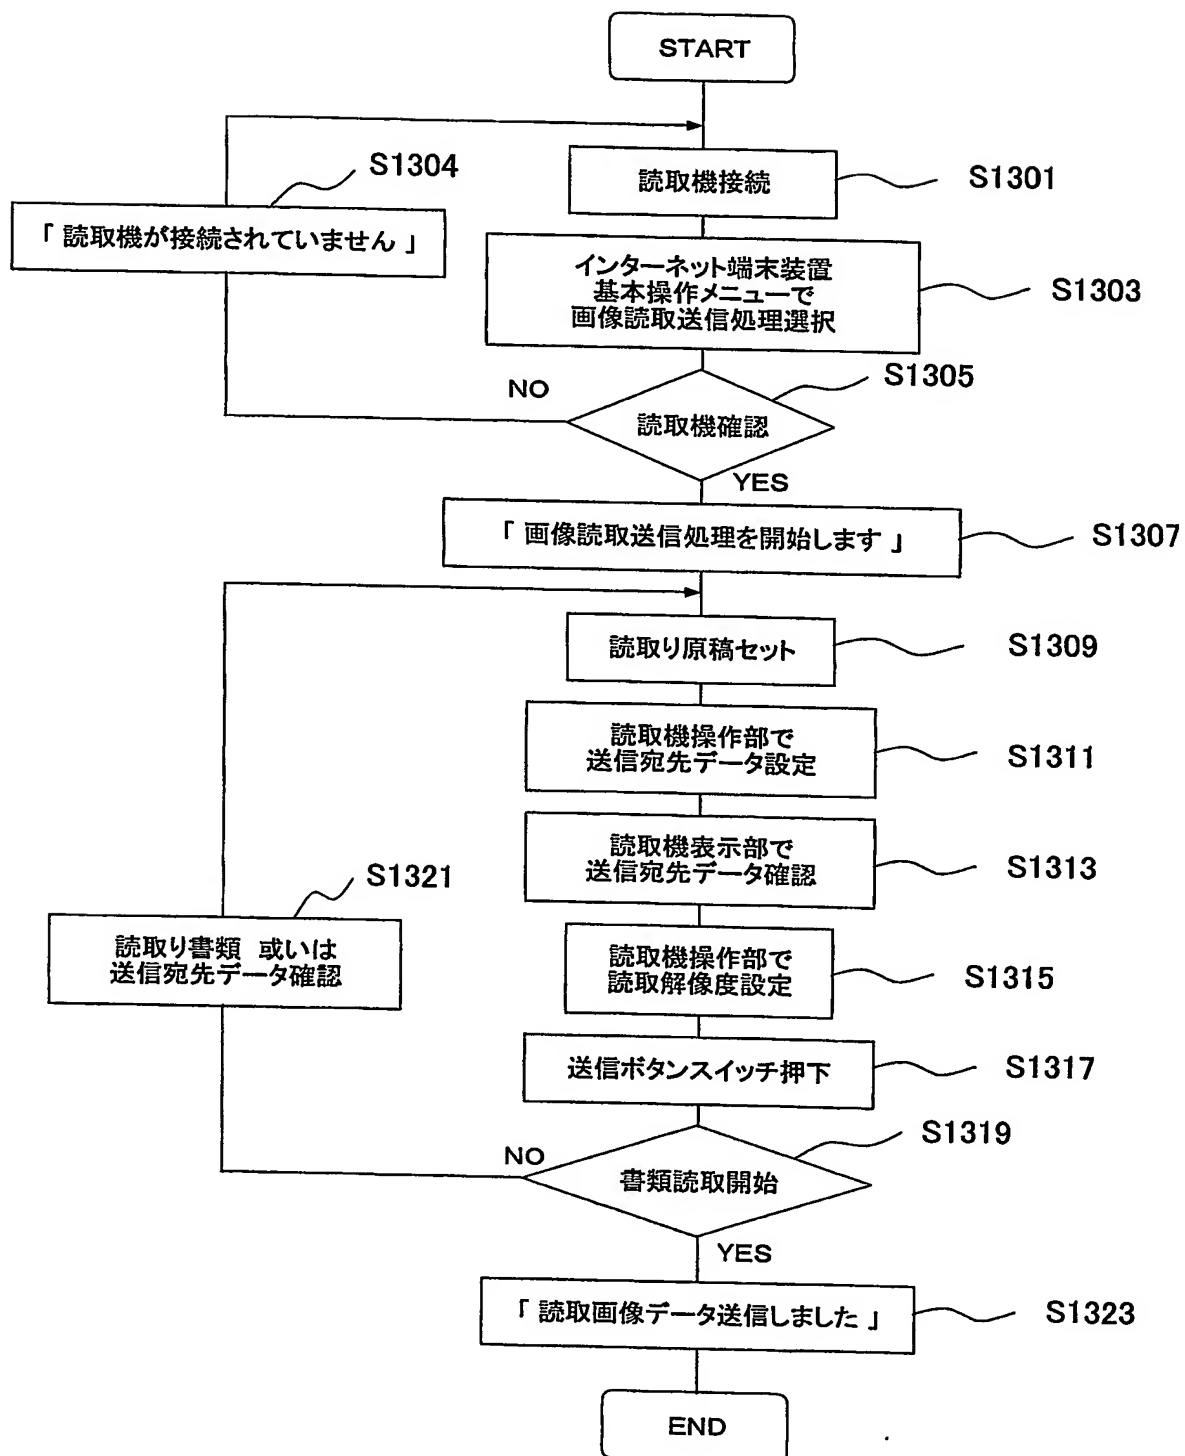 START
S1304
読取機接続
S1301
「 読取機が接続されていません 」
インターネット端末装置
基本操作メニューで
画像読取送信処理選択
S1303
NO
S1305
読取機確認
YES
「 画像読取送信処理を開始します 」
S1307
読取り原稿セット
S1309
読取機操作部で
送信宛先データ設定
S1311
読取機表示部で
送信宛先データ確認
S1313
S1321
読取り書類 或いは
送信宛先データ確認
読取機操作部で
読取解像度設定
S1315
送信ボタンスイッチ押下
S1317
S1319
NO
書類読取開始
YES
「 読取画像データ送信しました 」
S1323
END